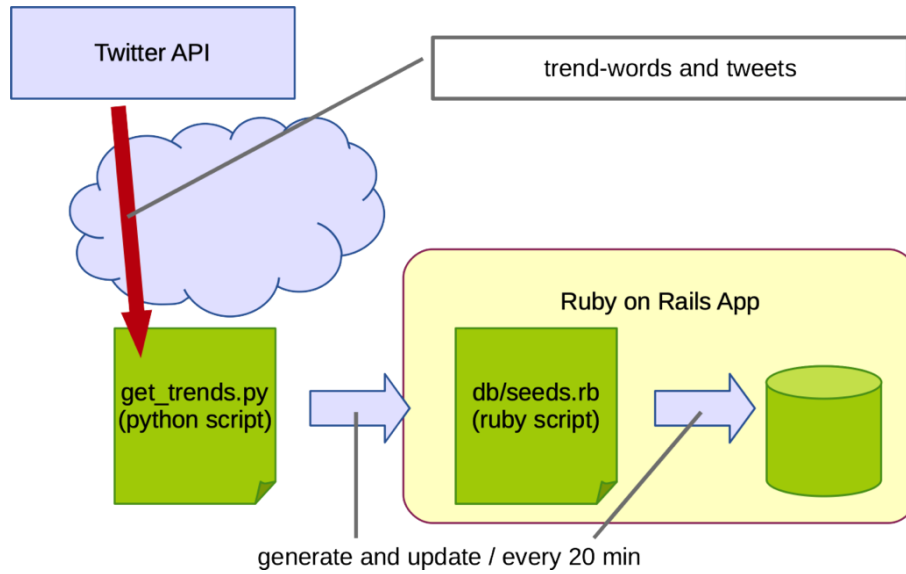 Twitter API
trend-words and tweets
Ruby on Rails App
get_trends.py
(python script)
db/seeds.rb
(ruby script)
generate and update / every 20 min